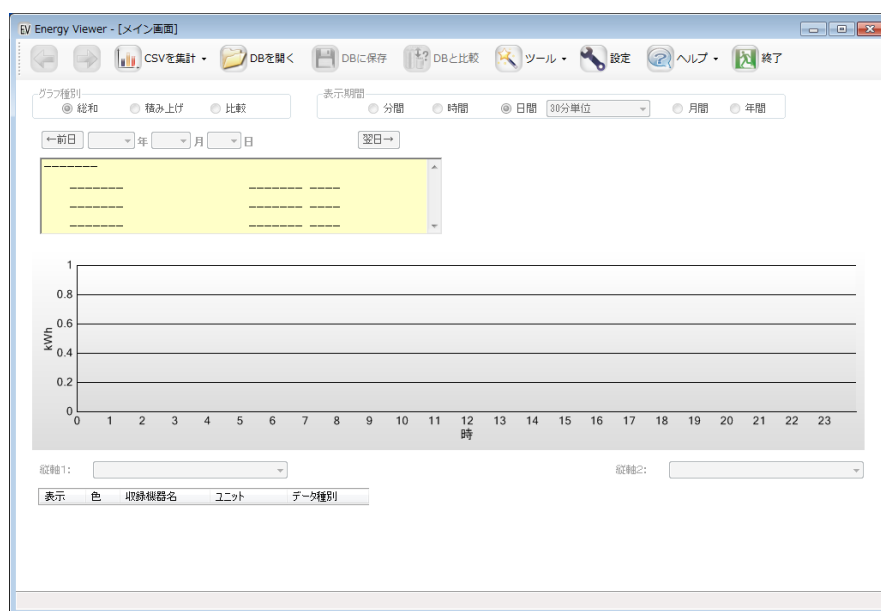 EV Energy Viewer - [メイン画面]
CSVを集計 DBを開く DBに保存 DBと比較 ツール 設定 ヘルプ 終了
グラフ種別 表示期間
総和 積み上げ 比較 分間 時間 日間 30分単位 月間 年間
←前日 年 月 日 翌日→
-------
------- ------- ----
------- ------- ----
------- ------- ----
1
0.8
0.6
0.4
0.2
0
kWh
0 1 2 3 4 5 6 7 8 9 10 11 12 13 14 15 16 17 18 19 20 21 22 23
時
縦軸1: 縦軸2:
表示 色 収録機器名 ユニット データ種別